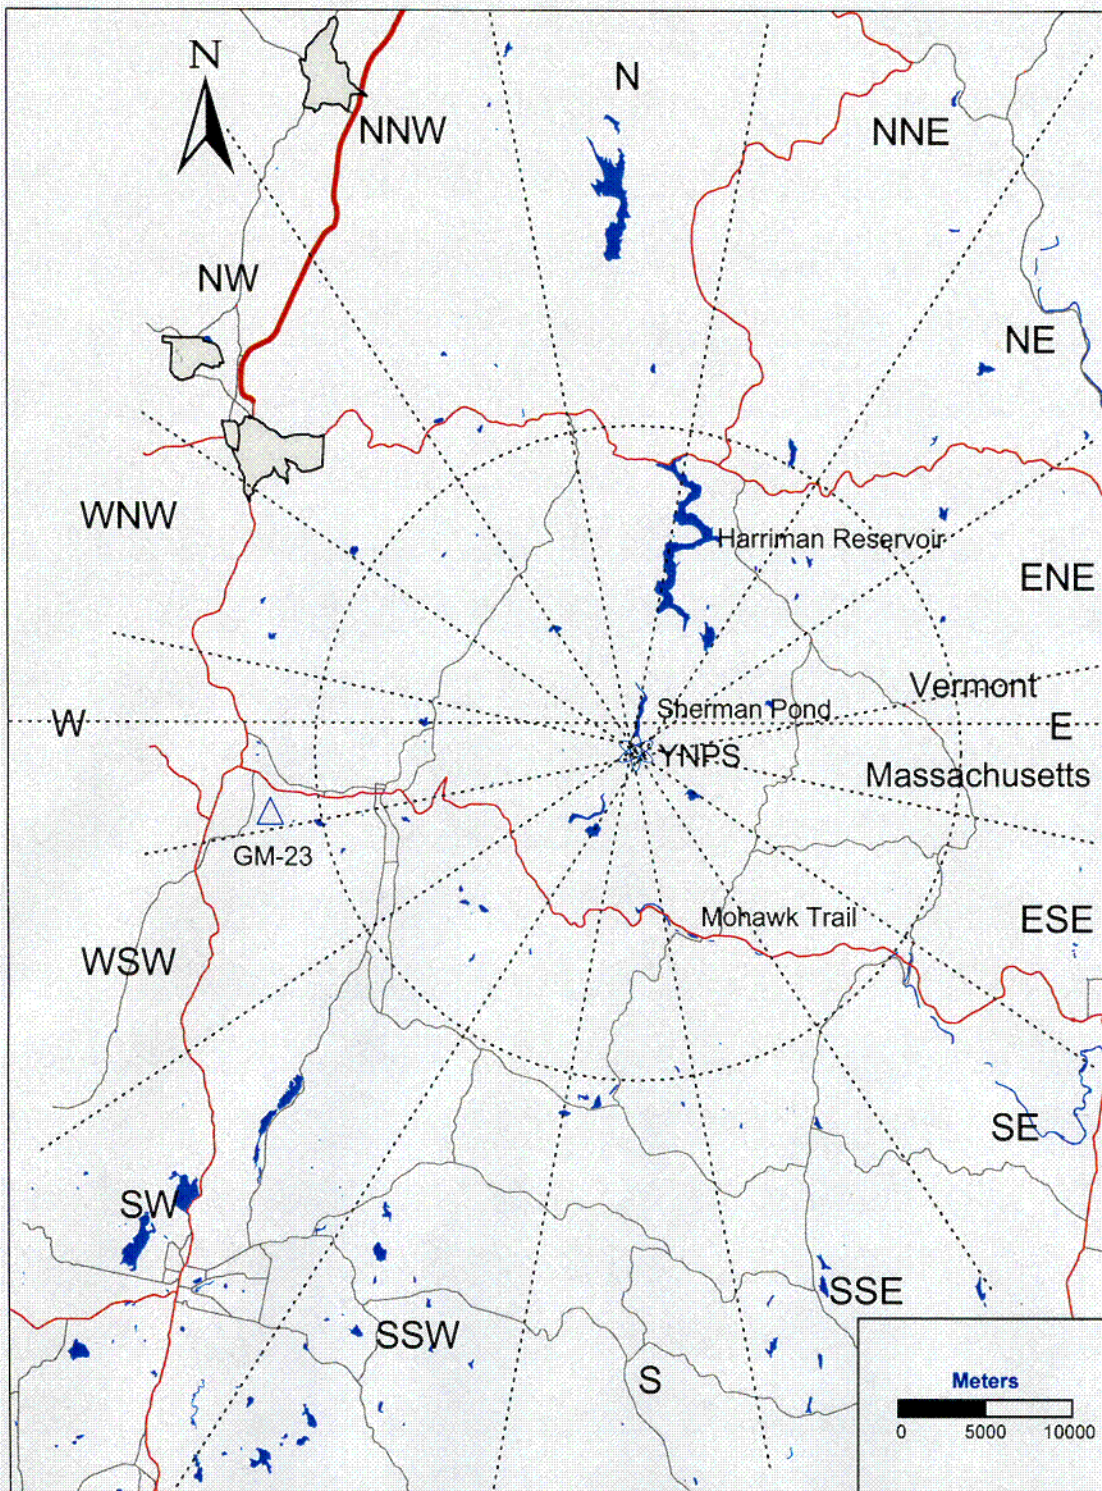 N
N
NNW
NNE
NW
NE
WNW
Harriman Reservoir
ENE
Vermont
Sherman Pond
W
E
YNPS
Massachusetts
GM-23
Mohawk Trail
ESE
WSW
SE
SW
SSE
SSW
S
Meters
0 5000 10000